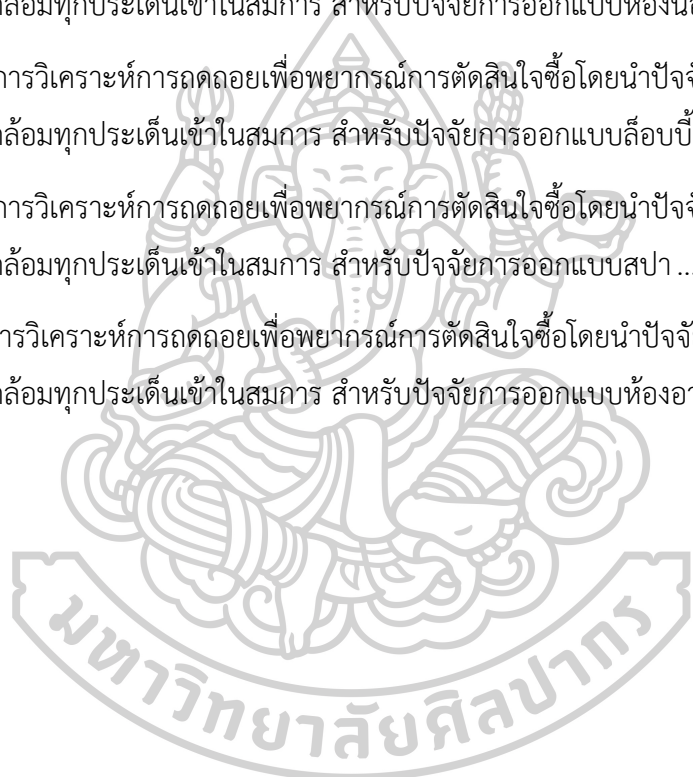 ล้อมทุกประเด็นเข้าในสมการ สำหรับปัจจัยการออกแบบห้องน
การวิเคราะห์การถดถอยเพื่อพยากรณ์การตัดสินใจซื้อโดยนำปัจจั
ล้อมทุกประเด็นเข้าในสมการ สำหรับปัจจัยการออกแบบล็อบบี้
การวิเคราะห์การถดถอยเพื่อพยากรณ์การตัดสินใจซื้อโดยนำปัจจั
ล้อมทุกประเด็นเข้าในสมการ สำหรับปัจจัยการออกแบบสปา ...
ารวิเคราะห์การถดถอยเพื่อพยากรณ์การตัดสินใจซื้อโดยนำปัจจั
ล้อมทุกประเด็นเข้าในสมการ สำหรับปัจจัยการออกแบบห้องอา
มหาวิทยาลัยศิลปากร